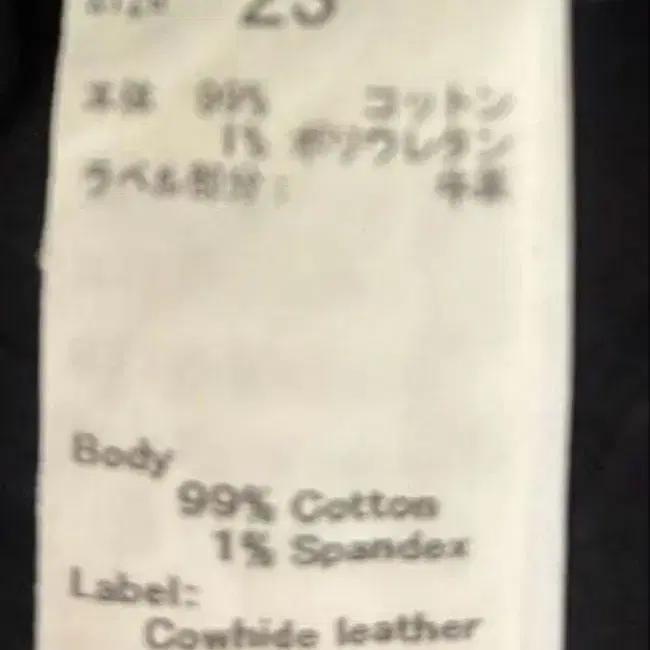 本体 99% コットン
1% ポリウレタン
ラベル部分: 牛革
Body
99% Cotton
1% Spandex
Label:
Cowhide leather